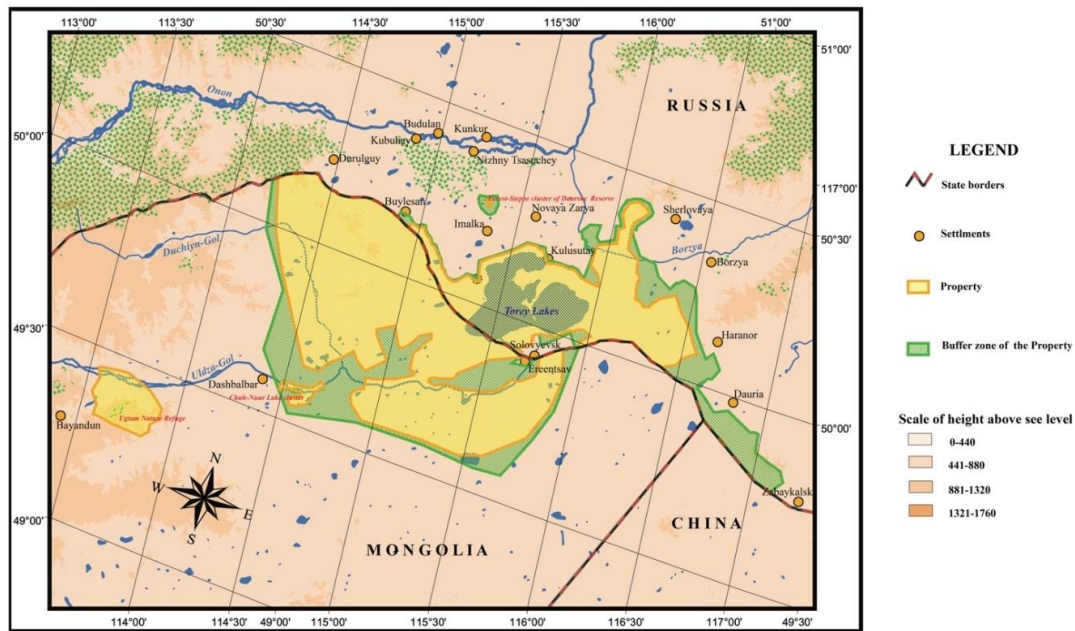 113°00' 113°30' 50°30' 114°30' 115°00' 115°30' 116°00' 51°00'
51°00'
Onon
RUSSIA
50°00'
Budulan
Kunkur
Kubuligy
Nizhny Tsasuchey
Durulguy
LEGEND
State borders
117°00'
Buylesan
Forest-Steppe cluster of Daursky Reserve
Novaya Zarya
Sherlovaya
Imalka
Settlments
50°30'
Duchiyn-Gol
Kulusutay
Borzya
Borzya
Property
Torey Lakes
49°30'
Haranor
Solovyevsk
Buffer zone of the Property
Uldza-Gol
Ereentsav
Dashbalbar
Chuh-Nuur Lake cluster
Dauria
Ugtam Nature Refuge
Bayandun
50°00'
Scale of height above see level
0-440
441-880
881-1320
1321-1760
N
W
E
S
Zabaykalsk
49°00'
CHINA
MONGOLIA
114°00' 114°30' 49°00' 115°00' 115°30' 116°00' 116°30' 117°00' 49°30'